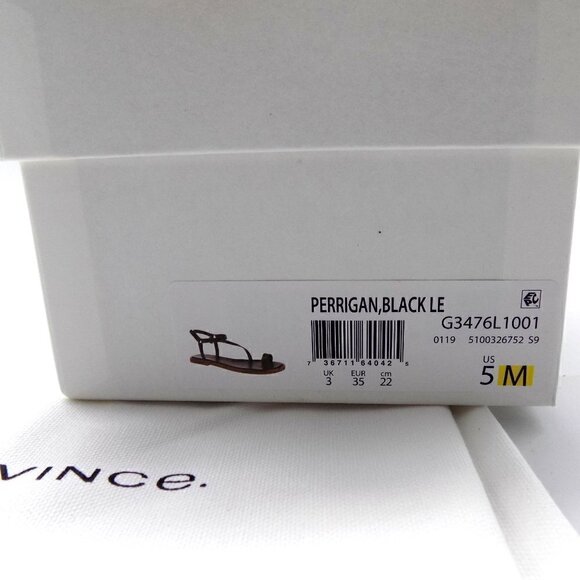 PERRIGAN,BLACK LE
G3476L1001
0119 5100326752 S9
7 36711 54042 5
UK EUR cm
3 35 22
US
5 M
VINCe.